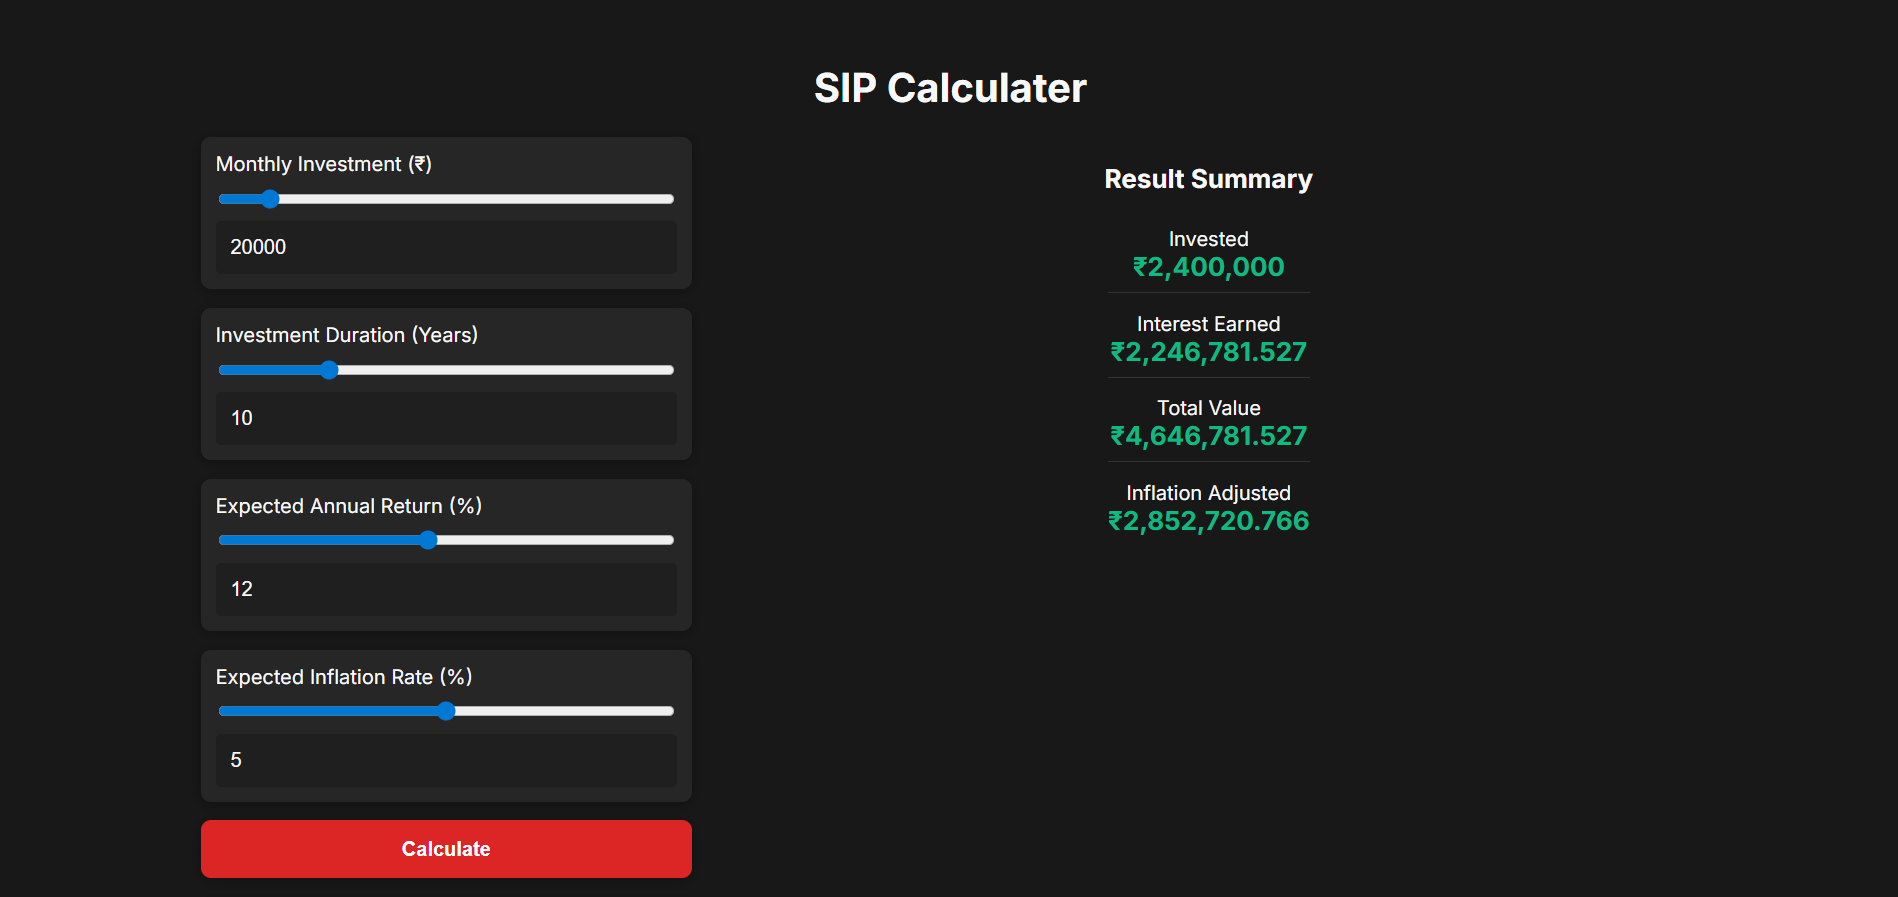 SIP Calculater
Monthly Investment (₹)
20000
Investment Duration (Years)
10
Expected Annual Return (%)
12
Expected Inflation Rate (%)
5
Calculate
Result Summary
Invested
₹2,400,000
Interest Earned
₹2,246,781.527
Total Value
₹4,646,781.527
Inflation Adjusted
₹2,852,720.766